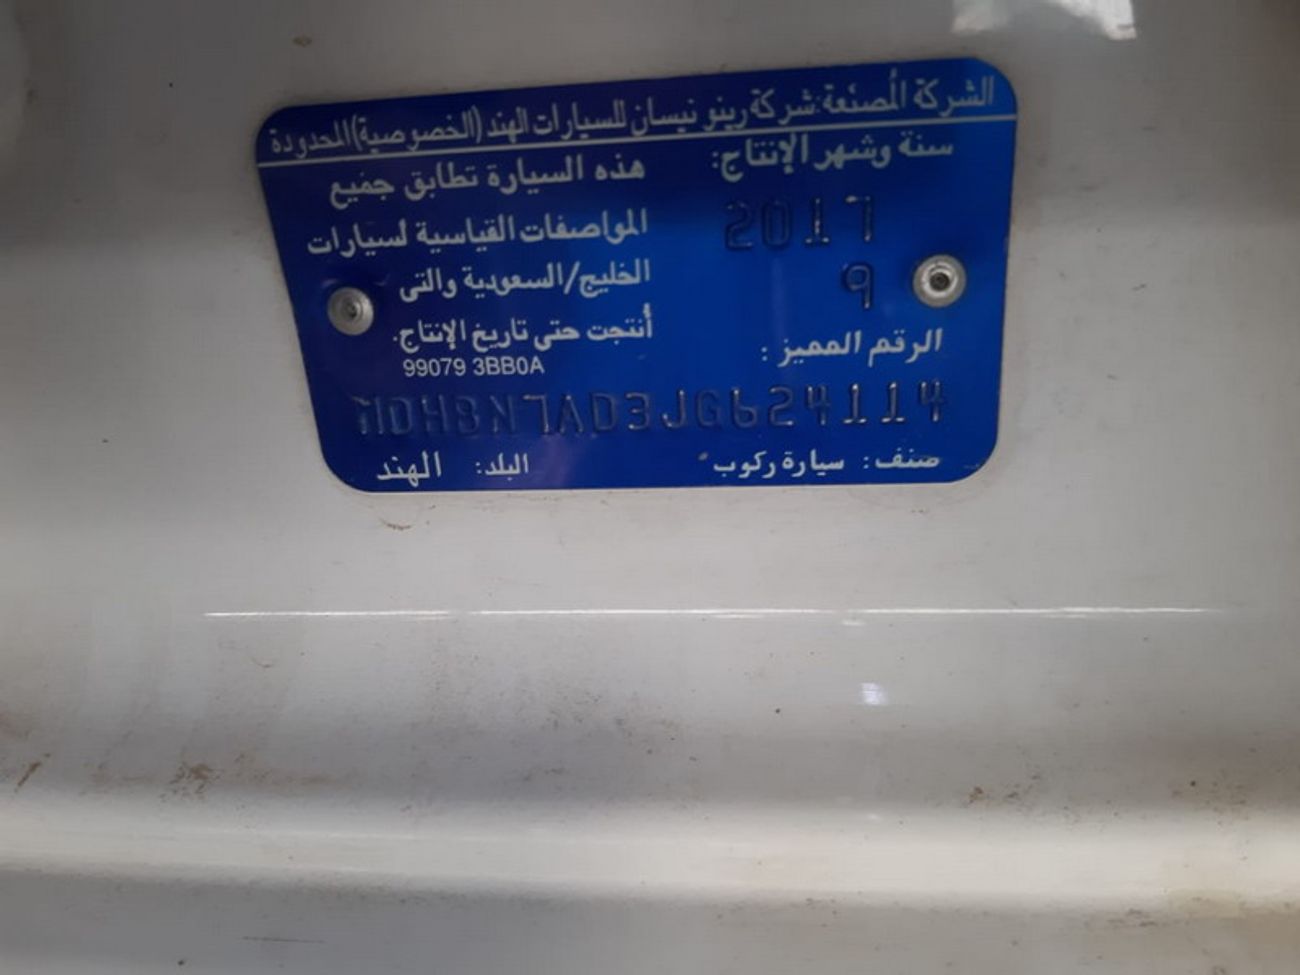 الشركة المصنعة: شركة رينو نيسان للسيارات الهند (الخصوصية) المحدودة
سنة وشهر الإنتاج:
2017
9
هذه السيارة تطابق جميع
المواصفات القياسية لسيارات
الخليج/السعودية والتى
أنتجت حتى تاريخ الإنتاج.
99079 3BB0A
الرقم المميز :
MDHBN7AD3JG624114
صنف: سيارة ركوب
البلد: الهند